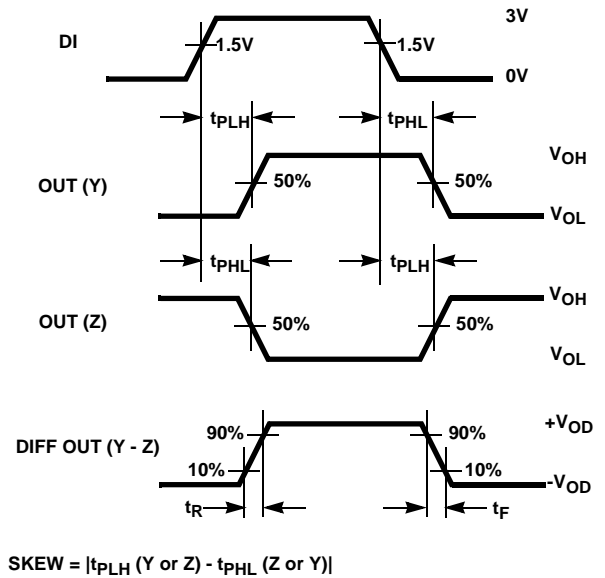 3V
DI
1.5V
1.5V
0V
tPLH
tPHL
VOH
OUT (Y)
50%
50%
VOL
tPHL
tPLH
VOH
OUT (Z)
50%
50%
VOL
+VOD
90%
90%
DIFF OUT (Y - Z)
10%
10%
-VOD
tR
tF
SKEW = |tPLH (Y or Z) - tPHL (Z or Y)|